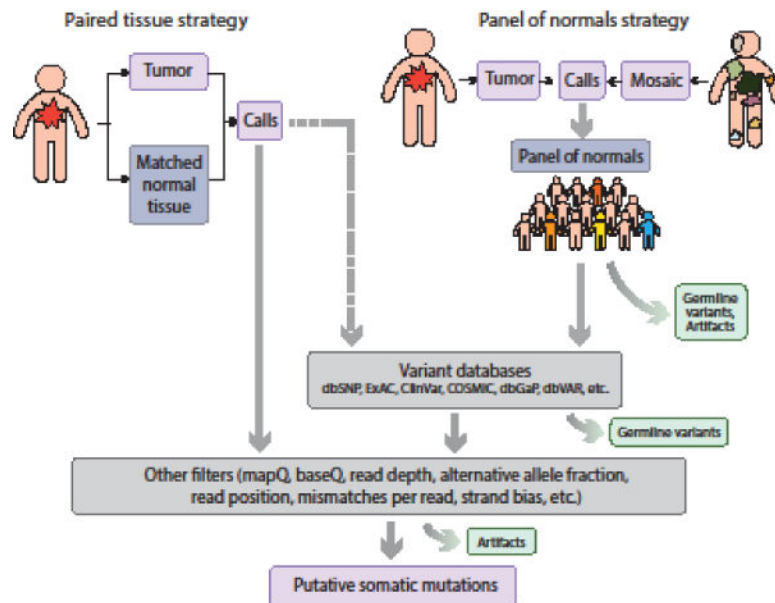 Paired tissue strategy
Panel of normals strategy
Tumor
Matched
normal
tissue
Calls
Tumor
Calls
Mosaic
Panel of normals
Germline
variants,
Artifacts
Variant databases
dbSNP, ExAC, ClinVar, COSMIC, dbGaP, dbVAR, etc.
Germline variants
Other filters (mapQ, baseQ, read depth, alternative allele fraction,
read position, mismatches per read, strand bias, etc.)
Artifacts
Putative somatic mutations